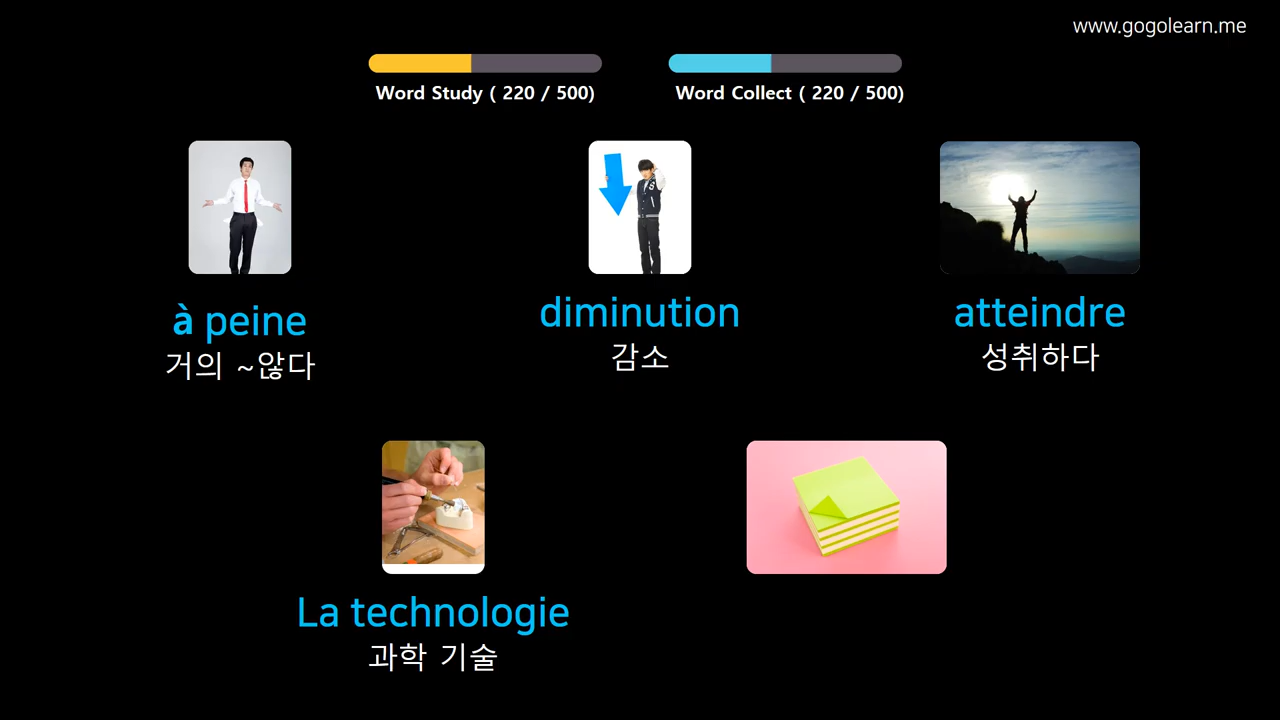 www.gogolearn.me
Word Study ( 220 / 500)
Word Collect ( 220 / 500)
à peine
거의 ~않다
diminution
감소
atteindre
성취하다
La technologie
과학 기술